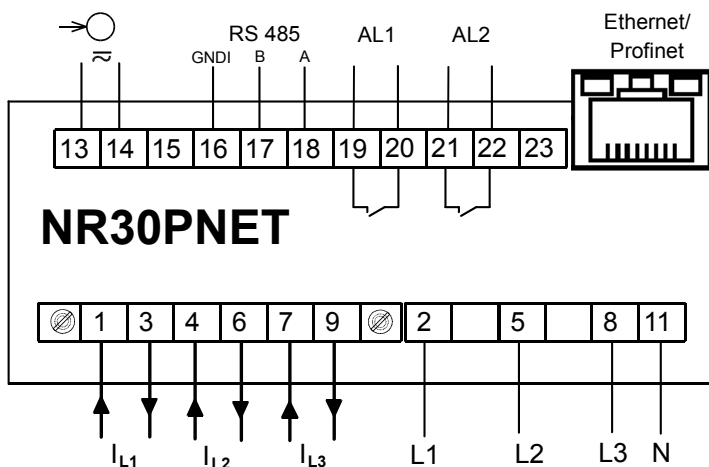 Ethernet/
Profinet
RS 485 AL1 AL2
GNDI B A
13 14 15 16 17 18 19 20 21 22 23
NR30PNET
1 3 4 6 7 9 2 5 8 11
IL1 IL2 IL3 L1 L2 L3 N